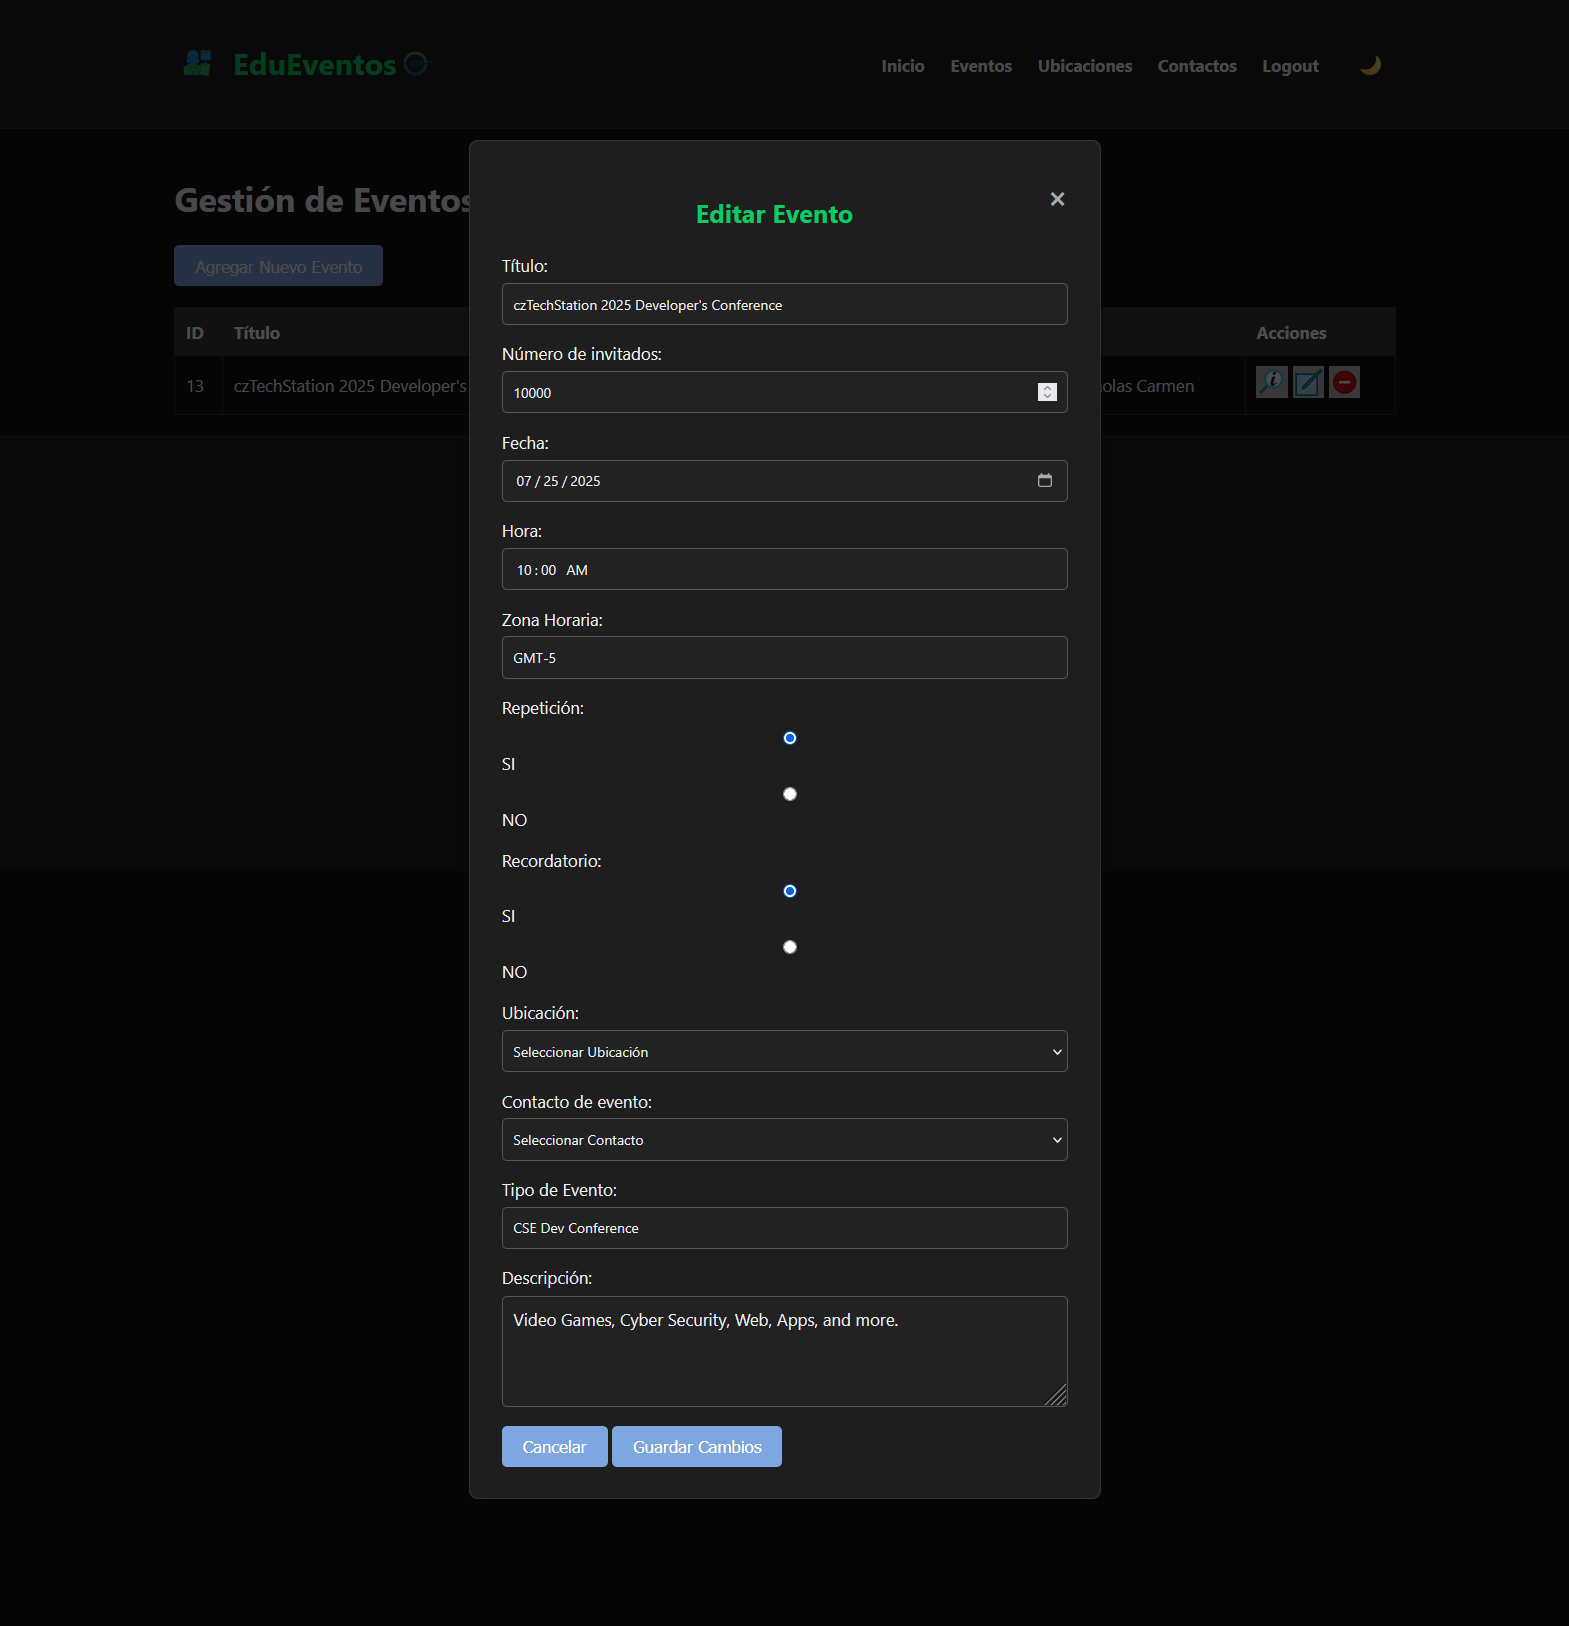 EduEventos
Inicio Eventos Ubicaciones Contactos Logout
Gestión de Eventos
Agregar Nuevo Evento
ID Título Acciones
13 czTechStation 2025 Developer's Carmen
Editar Evento
×
Título:
czTechStation 2025 Developer's Conference
Número de invitados:
10000
Fecha:
07 / 25 / 2025
Hora:
10 : 00 AM
Zona Horaria:
GMT-5
Repetición:
SI
NO
Recordatorio:
SI
NO
Ubicación:
Seleccionar Ubicación
Contacto de evento:
Seleccionar Contacto
Tipo de Evento:
CSE Dev Conference
Descripción:
Video Games, Cyber Security, Web, Apps, and more.
Cancelar Guardar Cambios